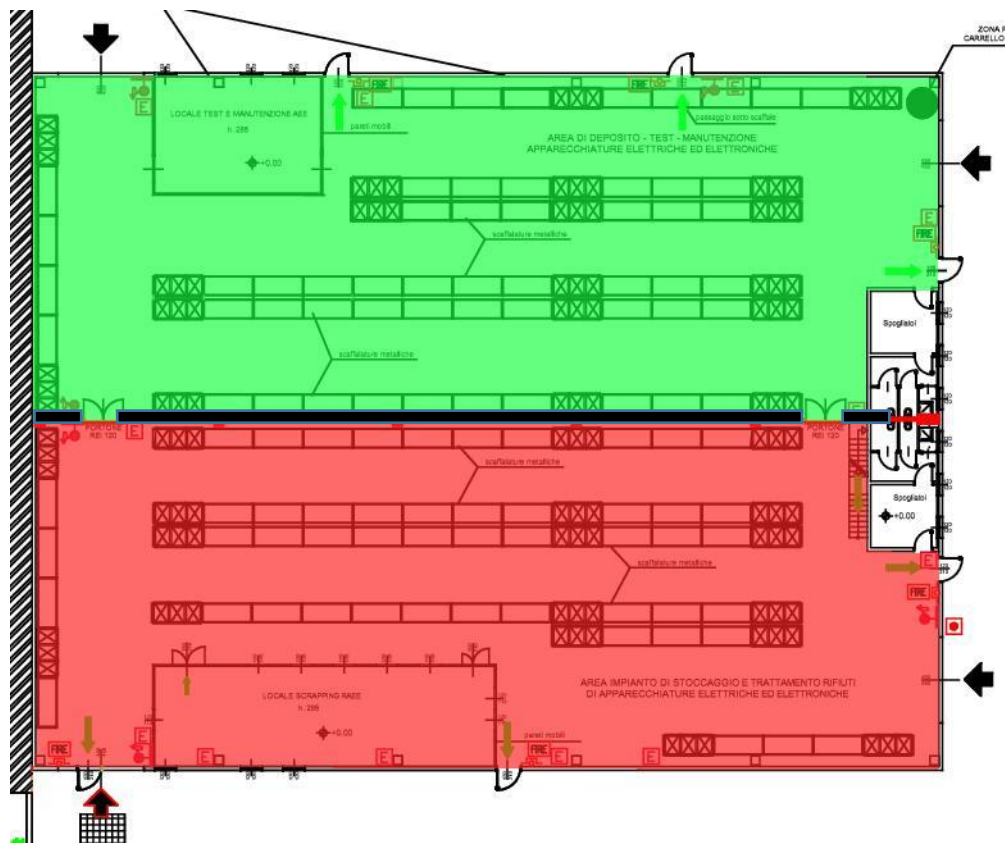 ZONA R
CARRELLO
FIRE
FIRE
E
E
E
LOCALE TEST E MANUTENZIONE AEE
h. 286
+0.00
pareti mobili
passaggio sotto scaffale
AREA DI DEPOSITO - TEST - MANUTENZIONE
APPARECCHIATURE ELETTRICHE ED ELETTRONICHE
E
FIRE
scaffalature metalliche
Spogliatoi
scaffalature metalliche
E
PORTONE
REI 120
E
PORTONE
REI 120
scaffalature metalliche
Spogliatoi
+0.00
scaffalature metalliche
E
FIRE
LOCALE SCRAPPING RAEE
h. 286
+0.00
AREA IMPIANTO DI STOCCAGGIO E TRATTAMENTO RIFIUTI
DI APPARECCHIATURE ELETTRICHE ED ELETTRONICHE
pareti mobili
E
FIRE
E
E
FIRE
E
E